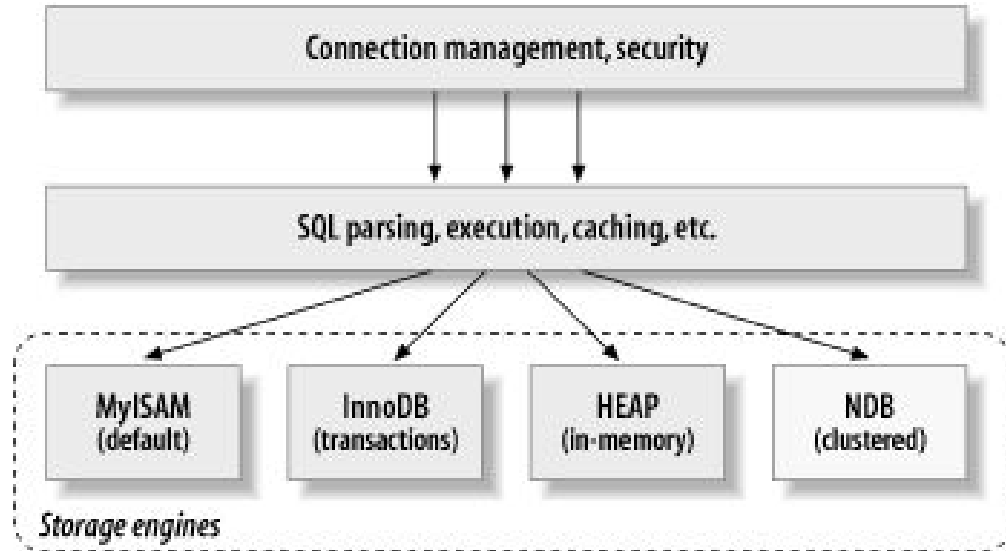 Connection management, security
SQL parsing, execution, caching, etc.
MyISAM
(default)
InnoDB
(transactions)
HEAP
(in-memory)
NDB
(clustered)
Storage engines